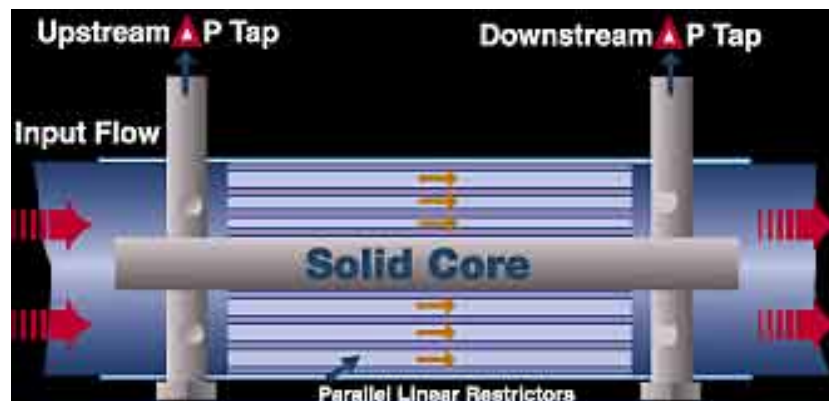 Upstream ΔP Tap
Downstream ΔP Tap
Input Flow
Solid Core
Parallel Linear Restrictors